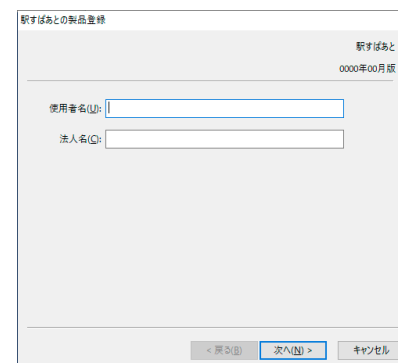 駅すぱあとの製品登録
駅すぱあと
0000年00月版
使用者名(U):
法人名(C):
< 戻る(B) 次へ(N) > キャンセル